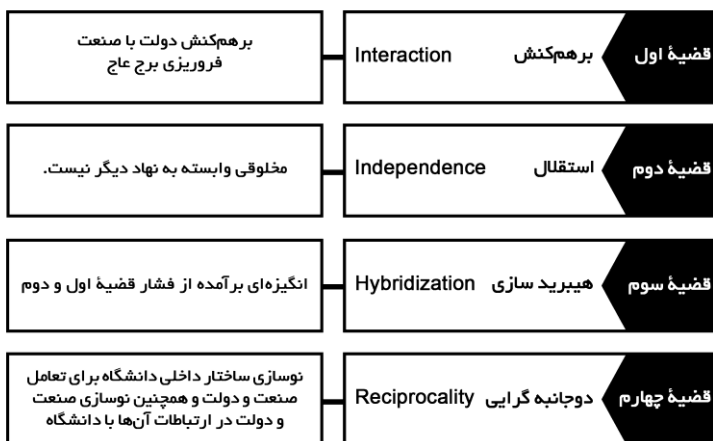 قضیهٔ اول
برهم‌کنش Interaction
برهم‌کنش دولت با صنعت
فروریزی برج عاج
قضیهٔ دوم
استقلال Independence
مخلوقی وابسته به نهاد دیگر نیست.
قضیهٔ سوم
هیبرید سازی Hybridization
انگیزه‌ای برآمده از فشار قضیهٔ اول و دوم
قضیهٔ چهارم
دوجانبه گرایی Reciprocality
نوسازی ساختار داخلی دانشگاه برای تعامل
صنعت و دولت و همچنین نوسازی صنعت
و دولت در ارتباطات آن‌ها با دانشگاه